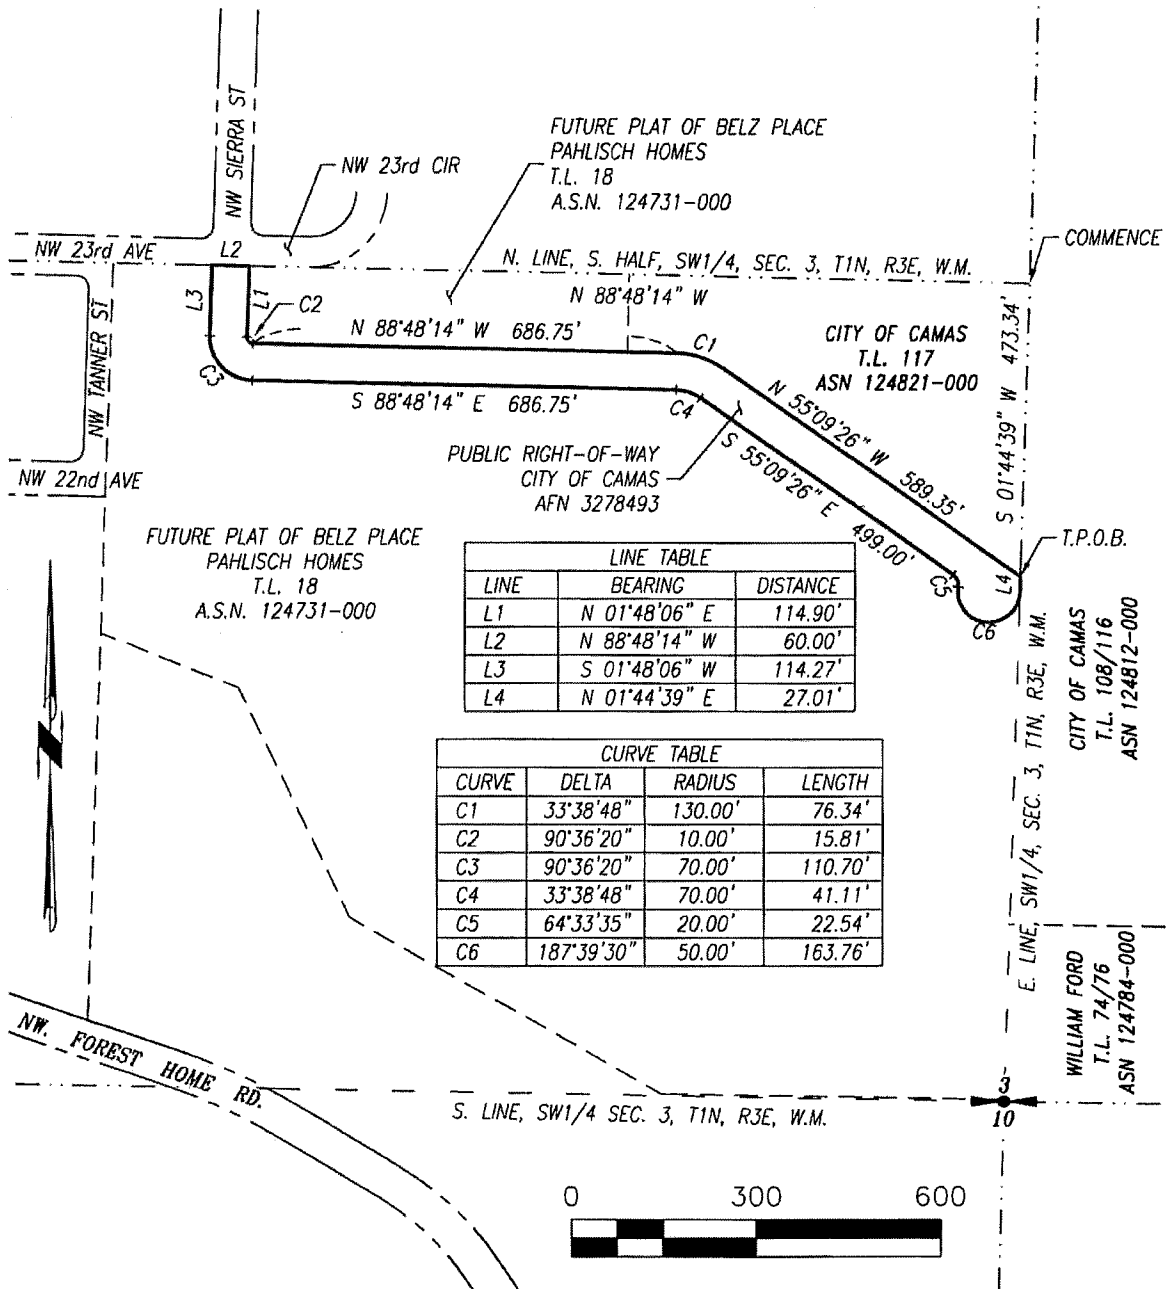 NW SIERRA ST
FUTURE PLAT OF BELZ PLACE
PAHLISCH HOMES
T.L. 18
A.S.N. 124731-000
NW 23rd CIR
NW 23rd AVE
L2
COMMENCE
N. LINE, S. HALF, SW1/4, SEC. 3, T1N, R3E, W.M.
N 88°48'14" W
L3
L1
C2
N 88°48'14" W 686.75'
C1
CITY OF CAMAS
T.L. 117
ASN 124821-000
S 01°44'39" W 473.34'
NW TANNER ST
C3
S 88°48'14" E 686.75'
C4
N 55°09'26" W 589.35'
S 55°09'26" E 499.00'
PUBLIC RIGHT-OF-WAY
CITY OF CAMAS
AFN 3278493
NW 22nd AVE
FUTURE PLAT OF BELZ PLACE
PAHLISCH HOMES
T.L. 18
A.S.N. 124731-000
T.P.O.B.
C5
L4
C6
LINE TABLE
LINE BEARING DISTANCE
L1 N 01°48'06" E 114.90'
L2 N 88°48'14" W 60.00'
L3 S 01°48'06" W 114.27'
L4 N 01°44'39" E 27.01'
CURVE TABLE
CURVE DELTA RADIUS LENGTH
C1 33°38'48" 130.00' 76.34'
C2 90°36'20" 10.00' 15.81'
C3 90°36'20" 70.00' 110.70'
C4 33°38'48" 70.00' 41.11'
C5 64°33'35" 20.00' 22.54'
C6 187°39'30" 50.00' 163.76'
E. LINE, SW1/4, SEC. 3, T1N, R3E, W.M.
CITY OF CAMAS
T.L. 108/116
ASN 124812-000
WILLIAM FORD
T.L. 74/76
ASN 124784-000
NW. FOREST HOME RD.
S. LINE, SW1/4 SEC. 3, T1N, R3E, W.M.
3
10
0 300 600